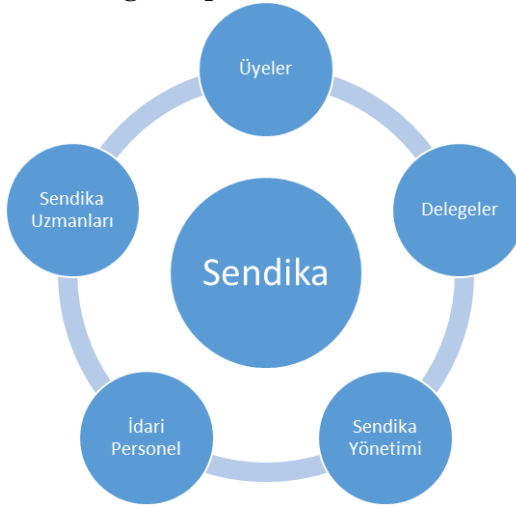 Üyeler
Delegeler
Sendika
Yönetimi
İdari
Personel
Sendika
Uzmanları
Sendika